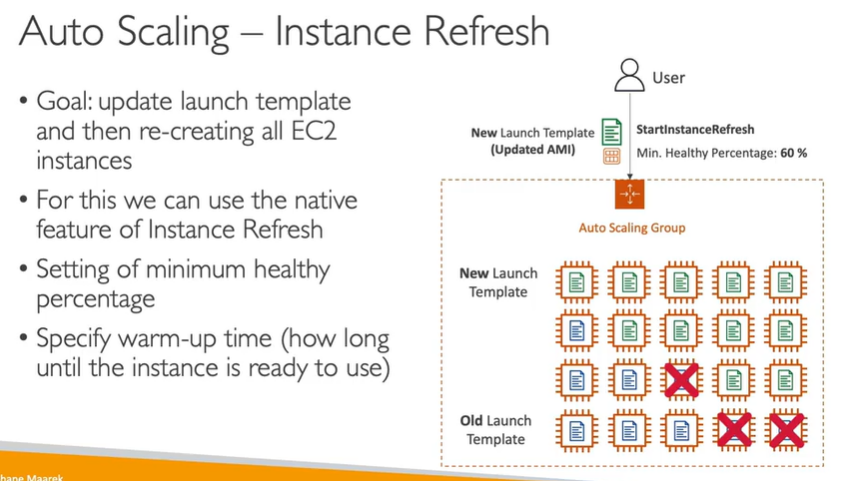 Auto Scaling – Instance Refresh
• Goal: update launch template
and then re-creating all EC2
instances
• For this we can use the native
feature of Instance Refresh
• Setting of minimum healthy
percentage
• Specify warm-up time (how long
until the instance is ready to use)
User
New Launch Template
(Updated AMI)
StartInstanceRefresh
Min. Healthy Percentage: 60 %
Auto Scaling Group
New Launch
Template
Old Launch
Template
hane Maarek